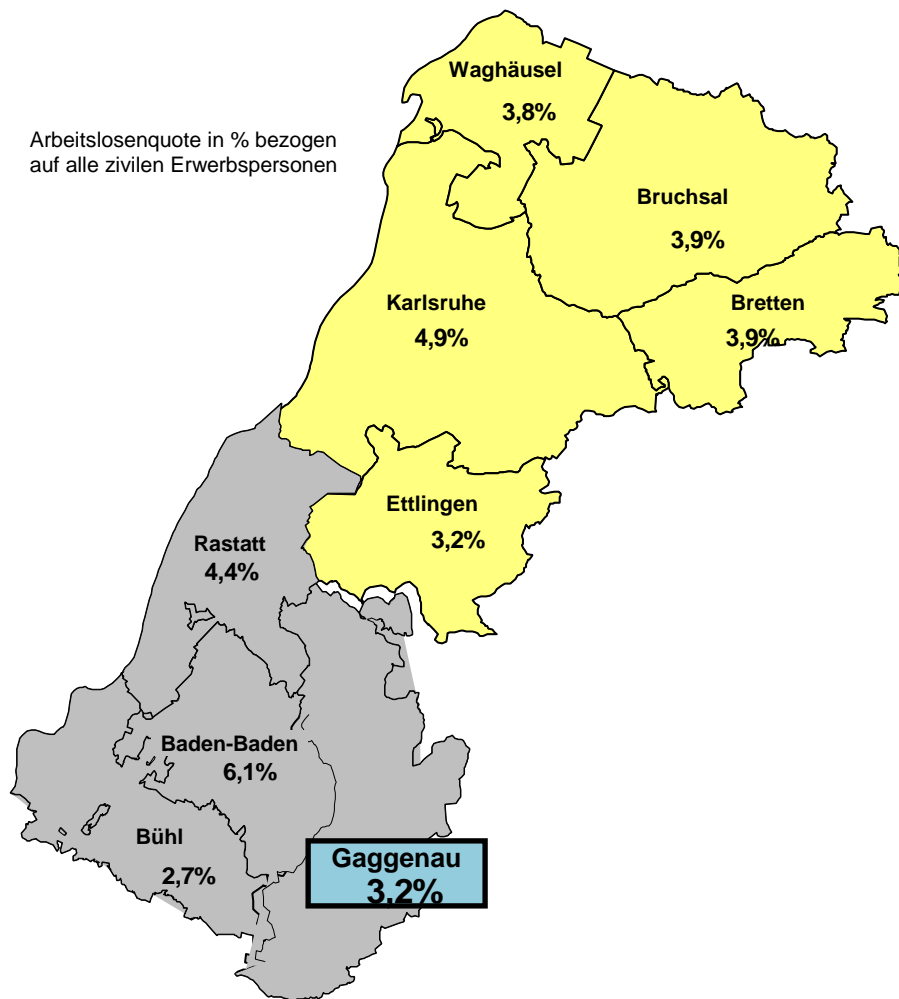 Waghäusel
3,8%
Arbeitslosenquote in % bezogen
auf alle zivilen Erwerbspersonen
Bruchsal
3,9%
Karlsruhe
4,9%
Bretten
3,9%
Ettlingen
3,2%
Rastatt
4,4%
Baden-Baden
6,1%
Bühl
2,7%
Gaggenau
3,2%